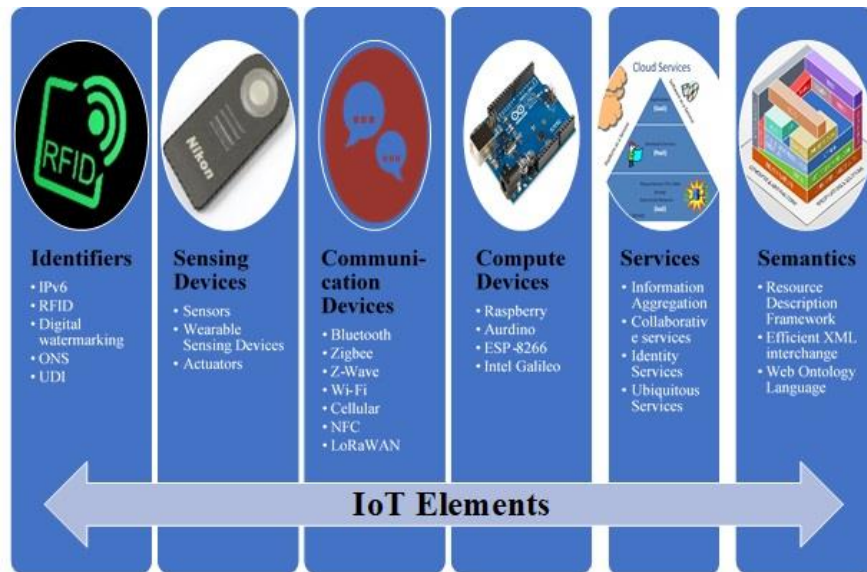 RFID
Nikon
Cloud Services
(SaaS)
(PaaS)
(IaaS)
Identifiers
• IPv6
• RFID
• Digital
watermarking
• ONS
• UDI
Sensing
Devices
• Sensors
• Wearable
Sensing Devices
• Actuators
Communi-
cation
Devices
• Bluetooth
• Zigbee
• Z-Wave
• Wi-Fi
• Cellular
• NFC
• LoRaWAN
Compute
Devices
• Raspberry
• Aurdino
• ESP-8266
• Intel Galileo
Services
• Information
Aggregation
• Collaborativ
e services
• Identity
Services
• Ubiquitous
Services
Semantics
• Resource
Description
Framework
• Efficient XML
interchange
• Web Ontology
Language
IoT Elements